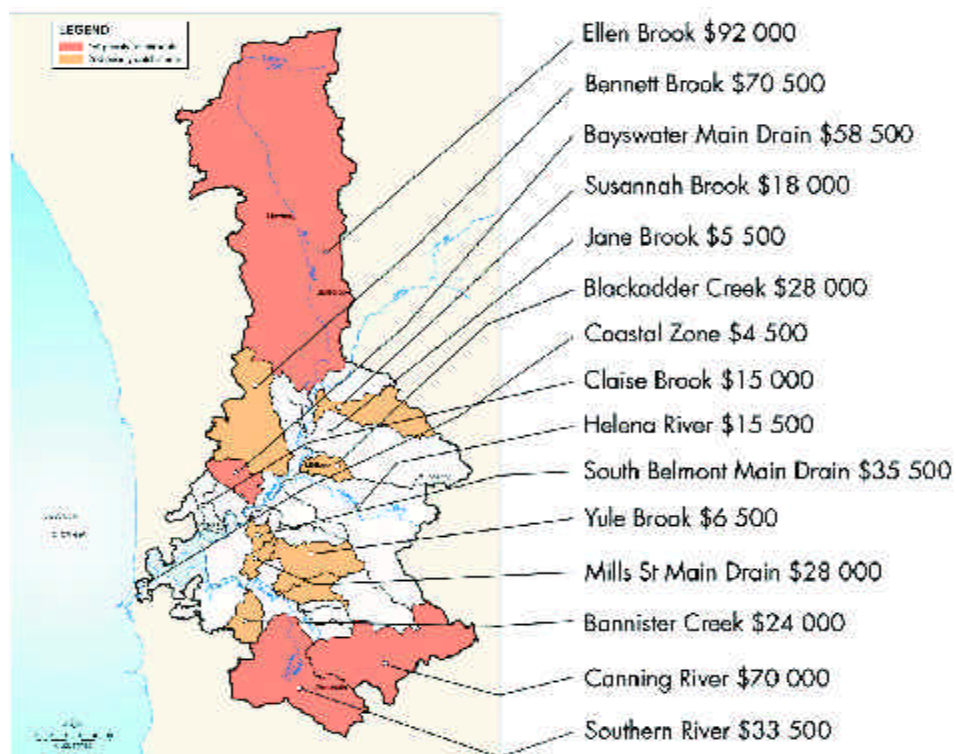 LEGEND
Ellen Brook $92 000
Bennett Brook $70 500
Bayswater Main Drain $58 500
Susannah Brook $18 000
Jane Brook $5 500
Blackadder Creek $28 000
Coastal Zone $4 500
Claise Brook $15 000
Helena River $15 500
South Belmont Main Drain $35 500
Yule Brook $6 500
Mills St Main Drain $28 000
Bannister Creek $24 000
Canning River $70 000
Southern River $33 500